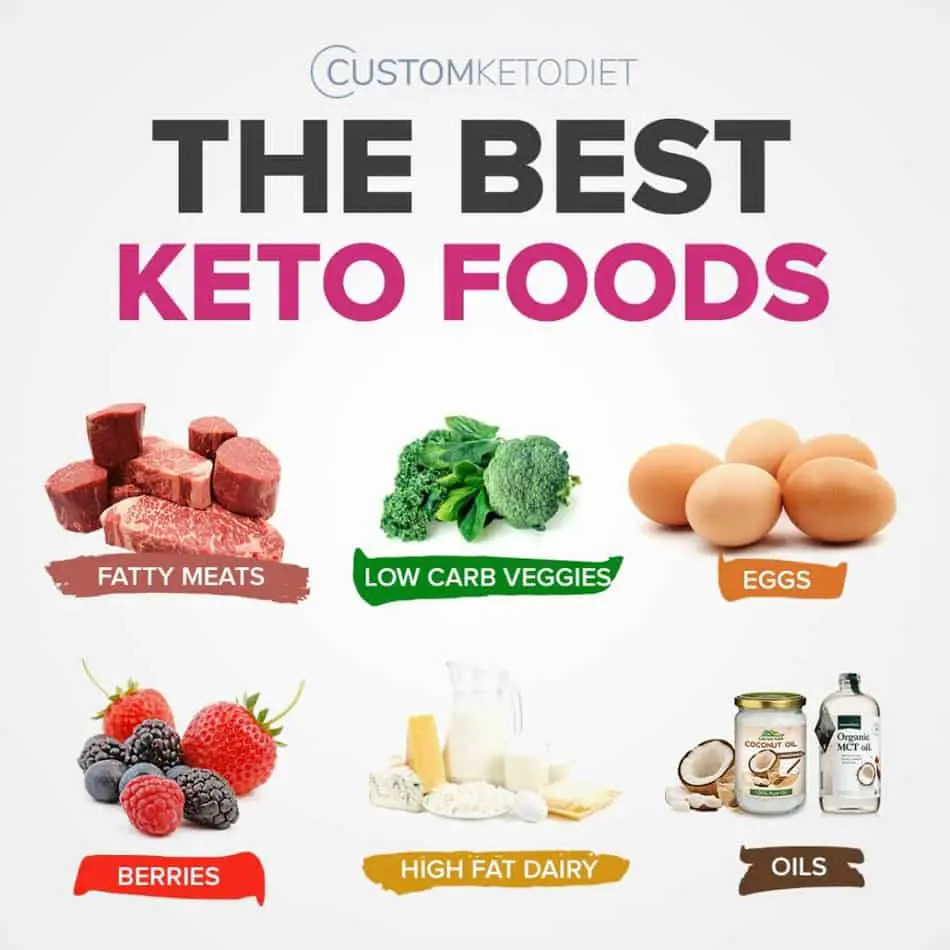 CUSTOMKETODIET
THE BEST
KETO FOODS
FATTY MEATS
LOW CARB VEGGIES
EGGS
COCONUT OIL
Organic
MCT oil
BERRIES
HIGH FAT DAIRY
OILS